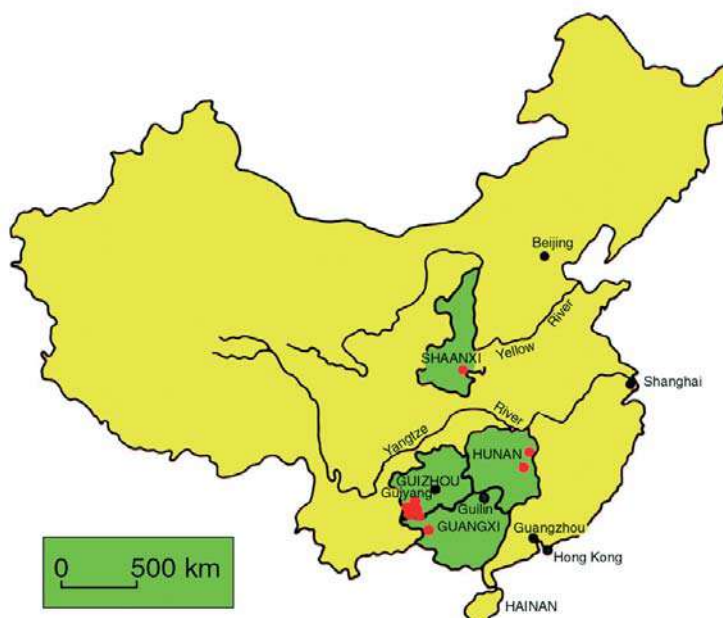 Beijing
River
Yellow
SHAANXI
Shanghai
River
Yangtze
HUNAN
GUIZHOU
Guiyang
Guilin
GUANGXI
Guangzhou
Hong Kong
0 500 km
HAINAN